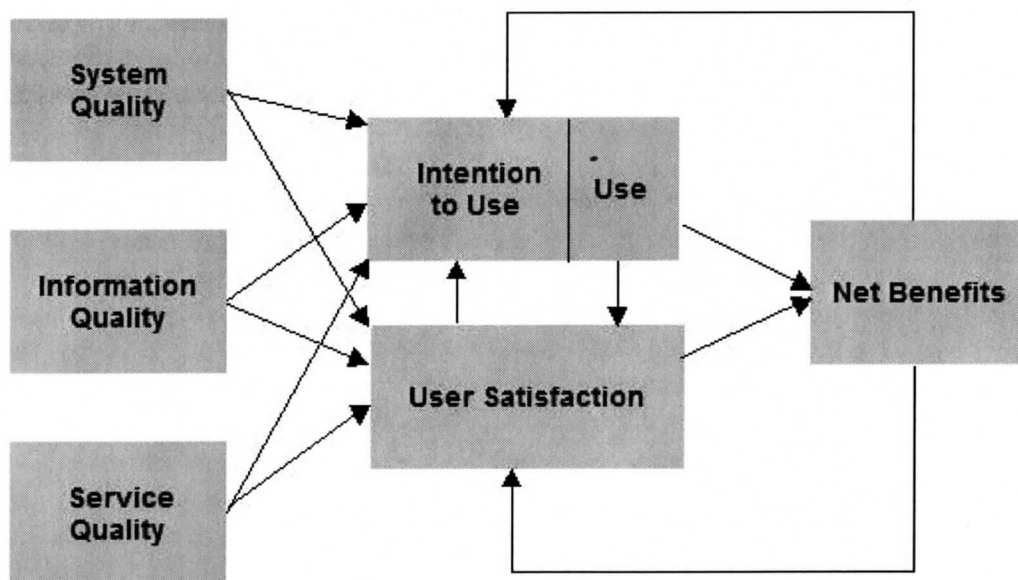 System
Quality
Intention
to Use
Use
Information
Quality
Net Benefits
User Satisfaction
Service
Quality